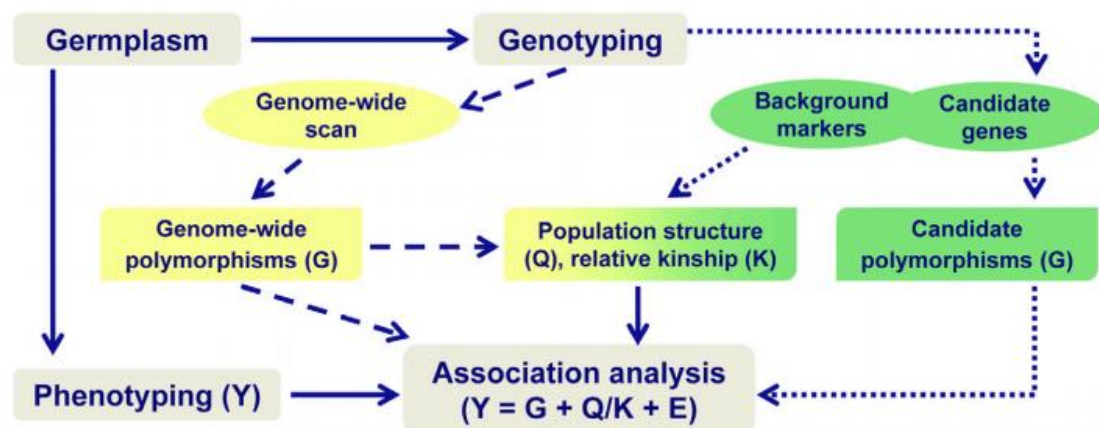 Germplasm
Genotyping
Genome-wide
scan
Background
markers
Candidate
genes
Genome-wide
polymorphisms (G)
Population structure
(Q), relative kinship (K)
Candidate
polymorphisms (G)
Phenotyping (Y)
Association analysis
(Y = G + Q/K + E)